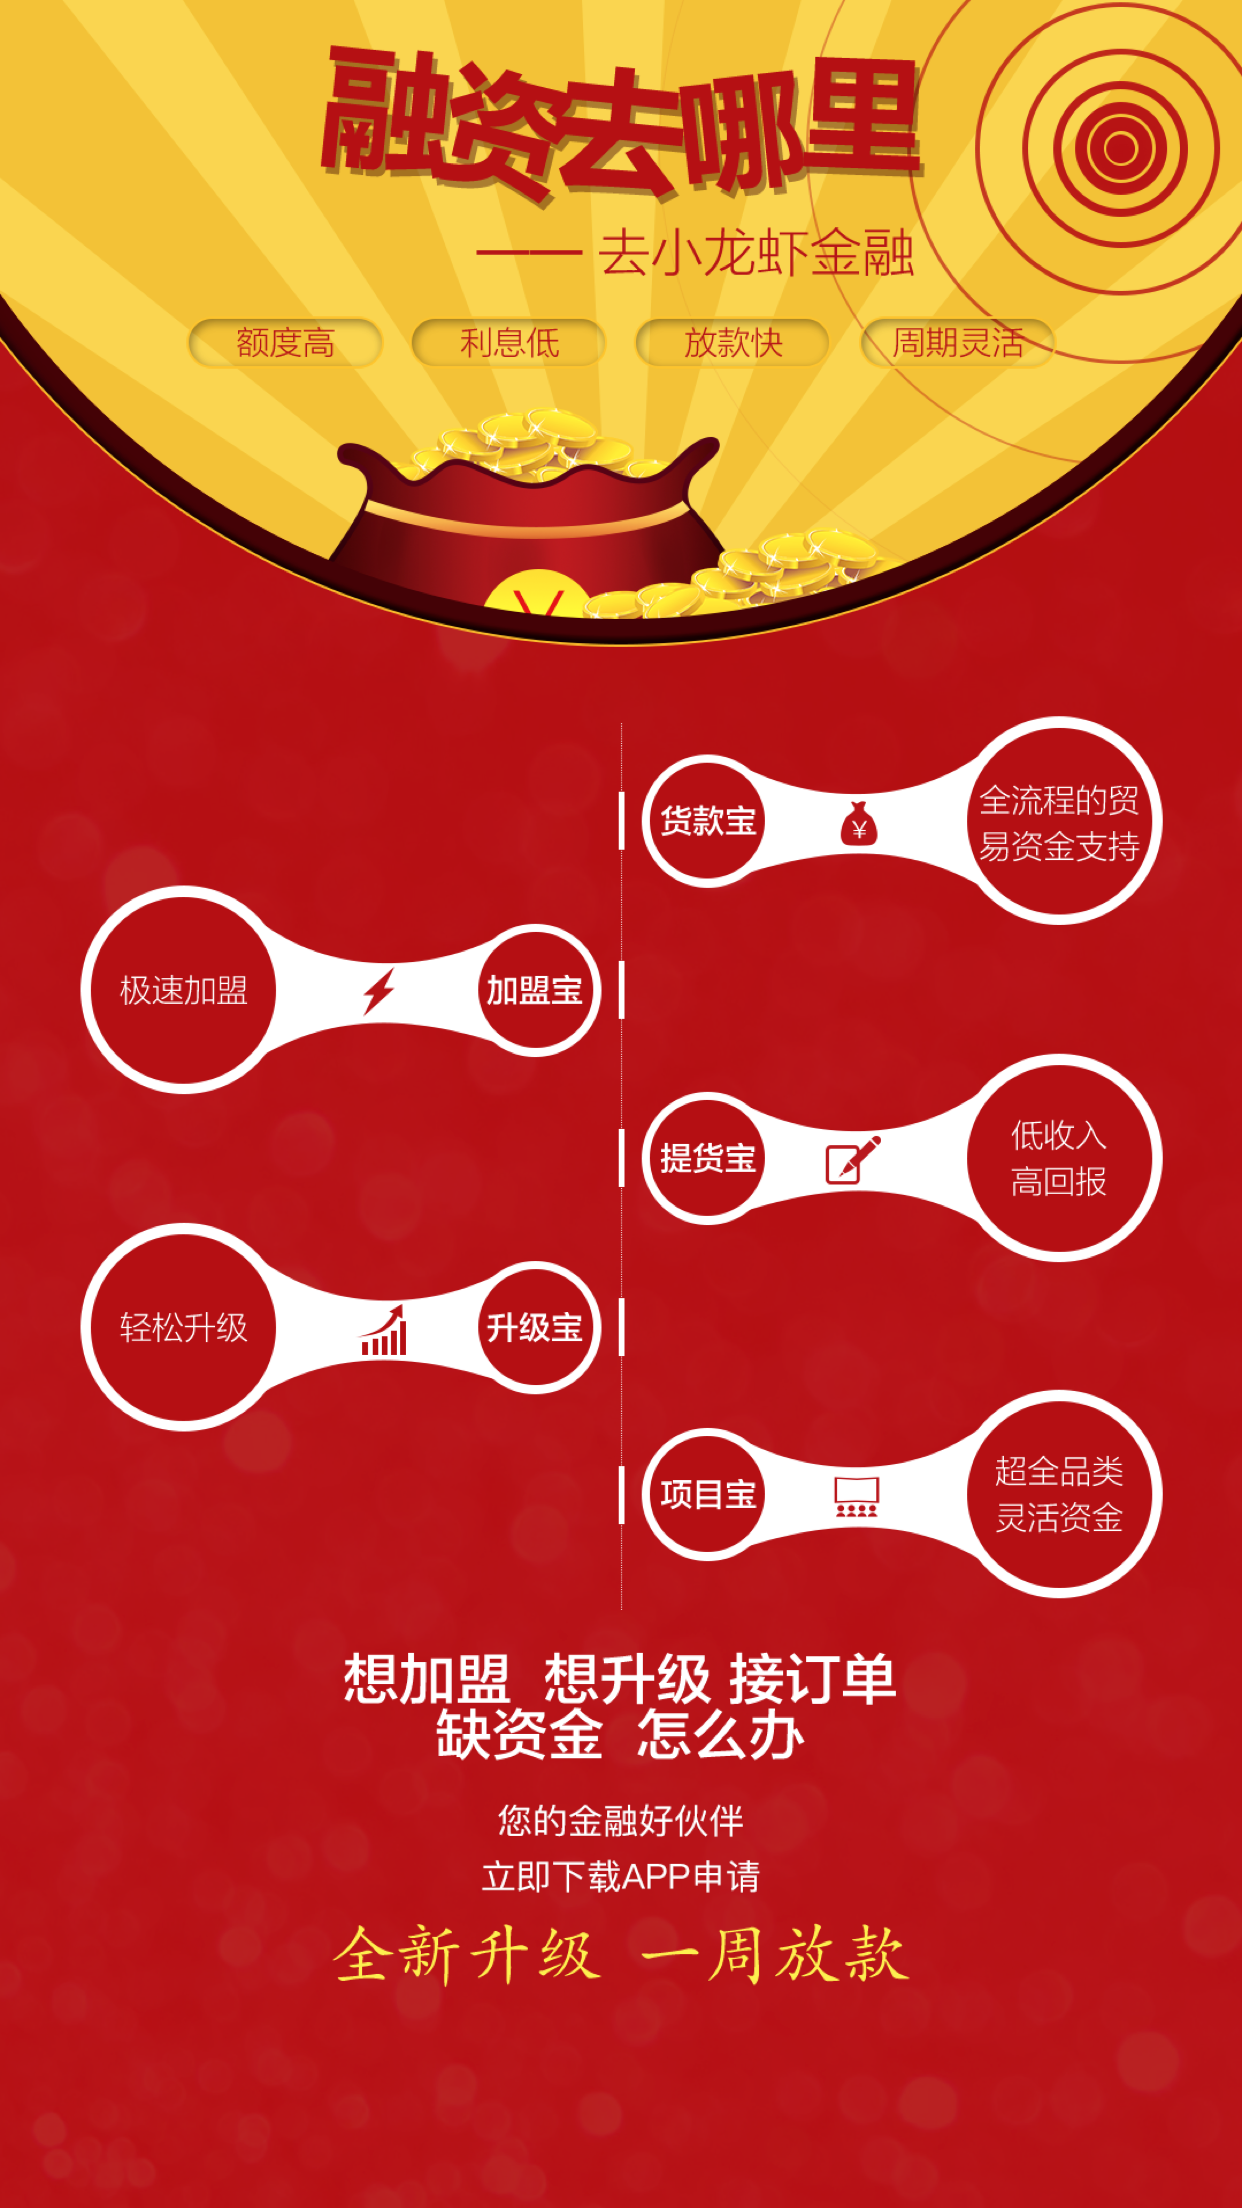 融资去哪里
—— 去小龙虾金融
额度高
利息低
放款快
周期灵活
货款宝
¥
全流程的贸
易资金支持
极速加盟
加盟宝
提货宝
低收入
高回报
轻松升级
升级宝
项目宝
超全品类
灵活资金
想加盟 想升级 接订单
缺资金 怎么办
您的金融好伙伴
立即下载APP申请
全新升级 一周放款